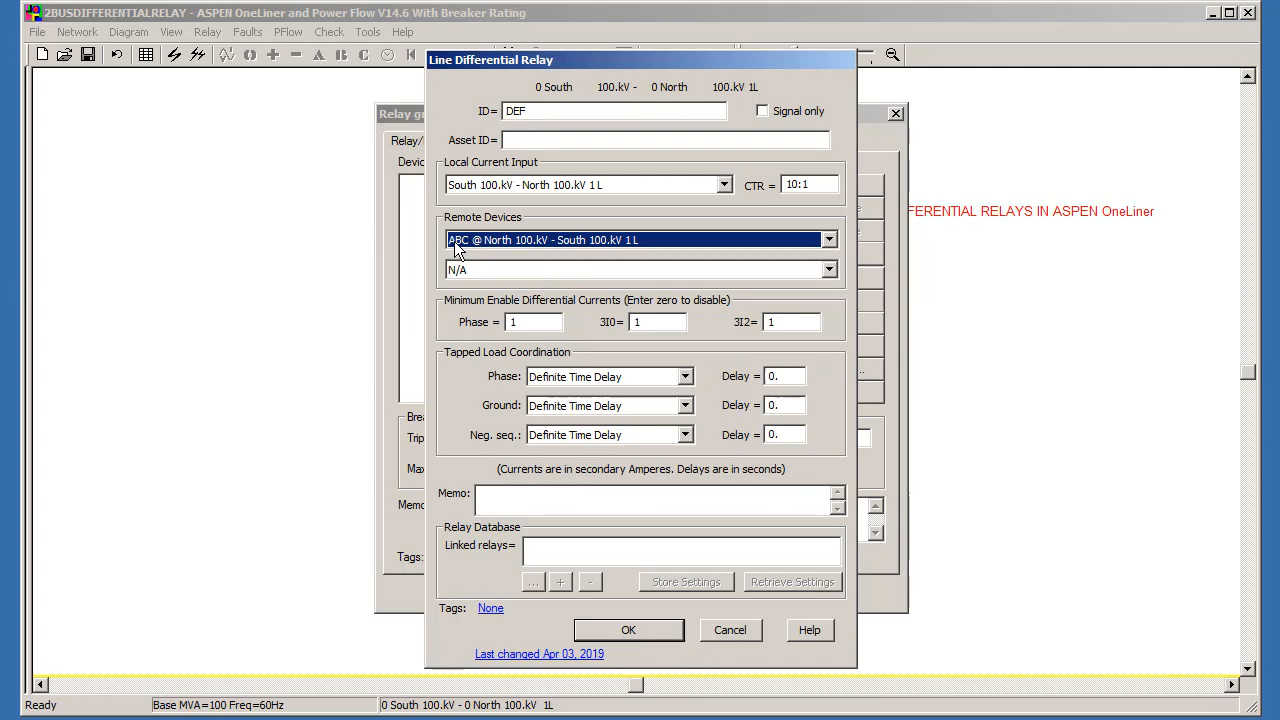 2BUSDIFFERENTIALRELAY - ASPEN OneLiner and Power Flow V14.6 With Breaker Rating
File Network Diagram View Relay Faults PFlow Check Tools Help
Line Differential Relay
0 South 100.kV - 0 North 100.kV 1L
Relay g
ID= DEF Signal only
Relay/
Asset ID=
Devic
Local Current Input
South 100.kV - North 100.kV 1 L CTR = 10:1
FERENTIAL RELAYS IN ASPEN OneLiner
Remote Devices
ABC @ North 100.kV - South 100.kV 1 L
N/A
Minimum Enable Differential Currents (Enter zero to disable)
Phase = 1 3I0= 1 3I2= 1
Tapped Load Coordination
Phase: Definite Time Delay Delay = 0.
Ground: Definite Time Delay Delay = 0.
Brea
Neg. seq.: Definite Time Delay Delay = 0.
Trip
Max
(Currents are in secondary Amperes. Delays are in seconds)
Memo:
Memo
Relay Database
Linked relays=
Tags:
... + - Store Settings Retrieve Settings
Tags: None
OK Cancel Help
Last changed Apr 03, 2019
Ready Base MVA=100 Freq=60Hz 0 South 100.kV - 0 North 100.kV 1L